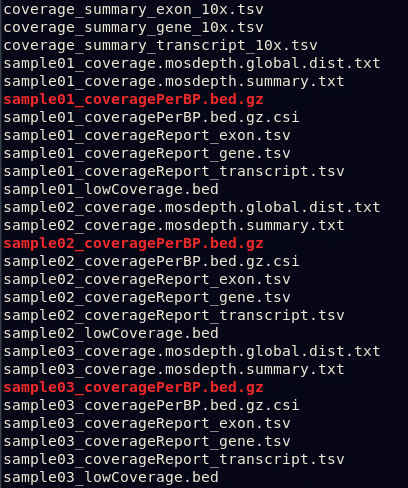 coverage_summary_exon_10x.tsv
coverage_summary_gene_10x.tsv
coverage_summary_transcript_10x.tsv
sample01_coverage.mosdepth.global.dist.txt
sample01_coverage.mosdepth.summary.txt
sample01_coveragePerBP.bed.gz
sample01_coveragePerBP.bed.gz.csi
sample01_coverageReport_exon.tsv
sample01_coverageReport_gene.tsv
sample01_coverageReport_transcript.tsv
sample01_lowCoverage.bed
sample02_coverage.mosdepth.global.dist.txt
sample02_coverage.mosdepth.summary.txt
sample02_coveragePerBP.bed.gz
sample02_coveragePerBP.bed.gz.csi
sample02_coverageReport_exon.tsv
sample02_coverageReport_gene.tsv
sample02_coverageReport_transcript.tsv
sample02_lowCoverage.bed
sample03_coverage.mosdepth.global.dist.txt
sample03_coverage.mosdepth.summary.txt
sample03_coveragePerBP.bed.gz
sample03_coveragePerBP.bed.gz.csi
sample03_coverageReport_exon.tsv
sample03_coverageReport_gene.tsv
sample03_coverageReport_transcript.tsv
sample03_lowCoverage.bed